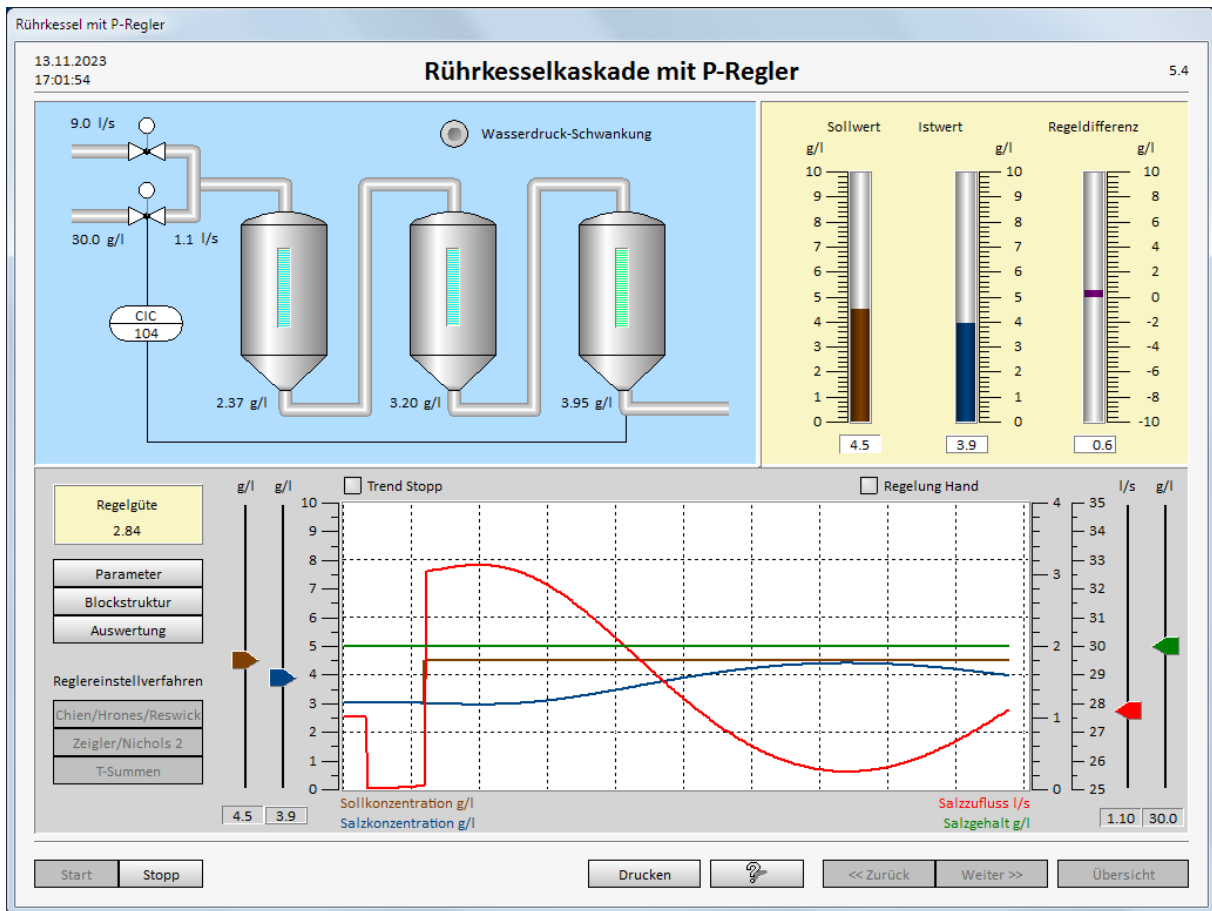 Rührkessel mit P-Regler
13.11.2023
17:01:54
Rührkesselkaskade mit P-Regler
5.4
9.0 l/s
Wasserdruck-Schwankung
30.0 g/l
1.1 l/s
CIC
104
2.37 g/l
3.20 g/l
3.95 g/l
Sollwert Istwert Regeldifferenz
g/l g/l g/l
10 10 10
9 9 8
8 8 6
7 7 4
6 6 2
5 5 0
4 4 -2
3 3 -4
2 2 -6
1 1 -8
0 0 -10
4.5 3.9 0.6
Regelgüte
2.84
Parameter
Blockstruktur
Auswertung
Reglereinstellverfahren
Chien/Hrones/Reswick
Zeigler/Nichols 2
T-Summen
g/l g/l
4.5 3.9
Trend Stopp
Regelung Hand
l/s g/l
10 4 35
9 34
8 33
7 3 32
6 31
5 2 30
4 29
3 28
2 1 27
1 26
0 0 25
Sollkonzentration g/l
Salzkonzentration g/l
Salzzufluss l/s
Salzgehalt g/l
1.10 30.0
Start
Stopp
Drucken
?
<< Zurück
Weiter >>
Übersicht